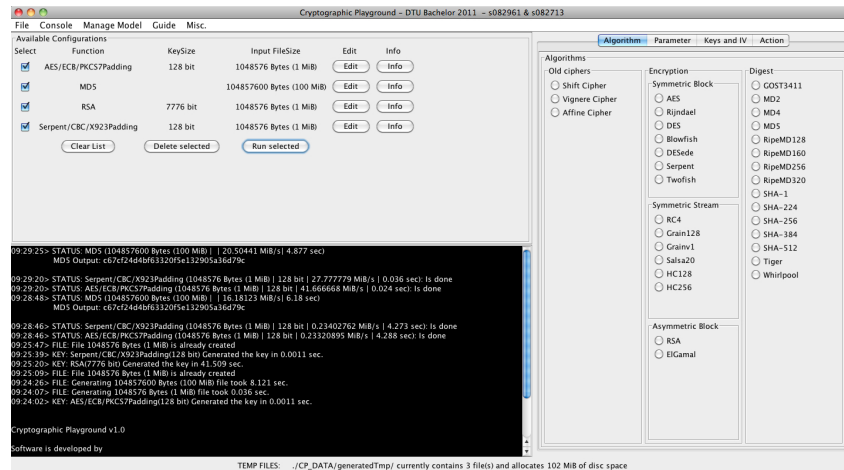 Cryptographic Playground – DTU Bachelor 2011 – s082961 & s082713
File Console Manage Model Guide Misc.
Available Configurations
Select Function KeySize Input FileSize Edit Info
AES/ECB/PKCS7Padding 128 bit 1048576 Bytes (1 MiB) Edit Info
MD5 104857600 Bytes (100 MiB) Edit Info
RSA 7776 bit 1048576 Bytes (1 MiB) Edit Info
Serpent/CBC/X923Padding 128 bit 1048576 Bytes (1 MiB) Edit Info
Clear List Delete selected Run selected
09:29:25> STATUS: MD5 (104857600 Bytes (100 MiB) | | 20.50441 MiB/s| 4.877 sec)
MD5 Output: c67cf24d4bf63320f5e132905a36d79c
09:29:20> STATUS: Serpent/CBC/X923Padding (1048576 Bytes (1 MiB) | 128 bit | 27.777779 MiB/s | 0.036 sec): Is done
09:29:20> STATUS: AES/ECB/PKCS7Padding (1048576 Bytes (1 MiB) | 128 bit | 41.666668 MiB/s | 0.024 sec): Is done
09:28:48> STATUS: MD5 (104857600 Bytes (100 MiB) | | 16.18123 MiB/s| 6.18 sec)
MD5 Output: c67cf24d4bf63320f5e132905a36d79c
09:28:46> STATUS: Serpent/CBC/X923Padding (1048576 Bytes (1 MiB) | 128 bit | 0.23402762 MiB/s | 4.273 sec): Is done
09:28:46> STATUS: AES/ECB/PKCS7Padding (1048576 Bytes (1 MiB) | 128 bit | 0.23320895 MiB/s | 4.288 sec): Is done
09:25:47> FILE: File 1048576 Bytes (1 MiB) is already created
09:25:39> KEY: Serpent/CBC/X923Padding(128 bit) Generated the key in 0.0011 sec.
09:25:20> KEY: RSA(7776 bit) Generated the key in 41.509 sec.
09:25:09> FILE: File 1048576 Bytes (1 MiB) is already created
09:24:26> FILE: Generating 104857600 Bytes (100 MiB) file took 8.121 sec.
09:24:07> FILE: Generating 1048576 Bytes (1 MiB) file took 0.036 sec.
09:24:02> KEY: AES/ECB/PKCS7Padding(128 bit) Generated the key in 0.0011 sec.
Cryptographic Playground v1.0
Software is developed by
Algorithm Parameter Keys and IV Action
Algorithms
Old ciphers
Shift Cipher
Vignere Cipher
Affine Cipher
Encryption
Symmetric Block
AES
Rijndael
DES
Blowfish
DESede
Serpent
Twofish
Symmetric Stream
RC4
Grain128
Grainv1
Salsa20
HC128
HC256
Asymmetric Block
RSA
ElGamal
Digest
GOST3411
MD2
MD4
MD5
RipeMD128
RipeMD160
RipeMD256
RipeMD320
SHA-1
SHA-224
SHA-256
SHA-384
SHA-512
Tiger
Whirlpool
TEMP FILES: ./CP_DATA/generatedTmp/ currently contains 3 file(s) and allocates 102 MiB of disc space